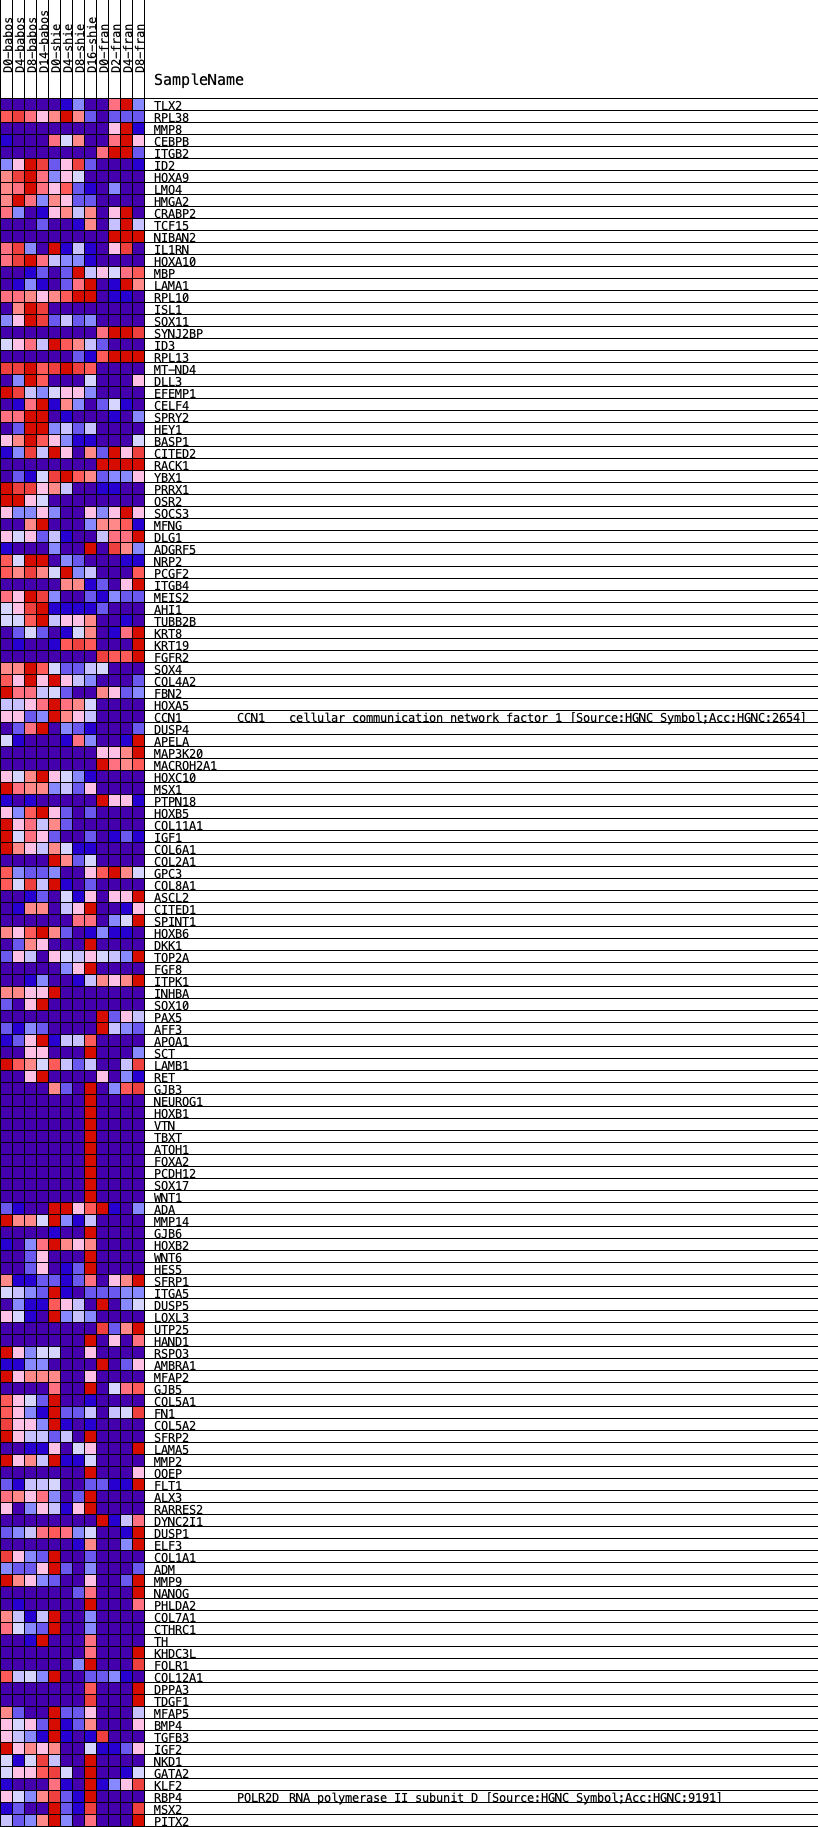 D0-babos
D4-babos
D8-babos
D14-babos
D0-shie
D4-shie
D8-shie
D16-shie
D0-fran
D2-fran
D4-fran
D8-fran
SampleName
TLX2
RPL38
MMP8
CEBPB
ITGB2
ID2
HOXA9
LMO4
HMGA2
CRABP2
TCF15
NIBAN2
IL1RN
HOXA10
MBP
LAMA1
RPL10
ISL1
SOX11
SYNJ2BP
ID3
RPL13
MT-ND4
DLL3
EFEMP1
CELF4
SPRY2
HEY1
BASP1
CITED2
RACK1
YBX1
PRRX1
OSR2
SOCS3
MFNG
DLG1
ADGRF5
NRP2
PCGF2
ITGB4
MEIS2
AHI1
TUBB2B
KRT8
KRT19
FGFR2
SOX4
COL4A2
FBN2
HOXA5
CCN1 CCN1 cellular communication network factor 1 [Source:HGNC Symbol;Acc:HGNC:2654]
DUSP4
APELA
MAP3K20
MACROH2A1
HOXC10
MSX1
PTPN18
HOXB5
COL11A1
IGF1
COL6A1
COL2A1
GPC3
COL8A1
ASCL2
CITED1
SPINT1
HOXB6
DKK1
TOP2A
FGF8
ITPK1
INHBA
SOX10
PAX5
AFF3
APOA1
SCT
LAMB1
RET
GJB3
NEUROG1
HOXB1
VTN
TBXT
ATOH1
FOXA2
PCDH12
SOX17
WNT1
ADA
MMP14
GJB6
HOXB2
WNT6
HES5
SFRP1
ITGA5
DUSP5
LOXL3
UTP25
HAND1
RSPO3
AMBRA1
MFAP2
GJB5
COL5A1
FN1
COL5A2
SFRP2
LAMA5
MMP2
OOEP
FLT1
ALX3
RARRES2
DYNC2I1
DUSP1
ELF3
COL1A1
ADM
MMP9
NANOG
PHLDA2
COL7A1
CTHRC1
TH
KHDC3L
FOLR1
COL12A1
DPPA3
TDGF1
MFAP5
BMP4
TGFB3
IGF2
NKD1
GATA2
KLF2
RBP4 POLR2D RNA polymerase II subunit D [Source:HGNC Symbol;Acc:HGNC:9191]
MSX2
PITX2